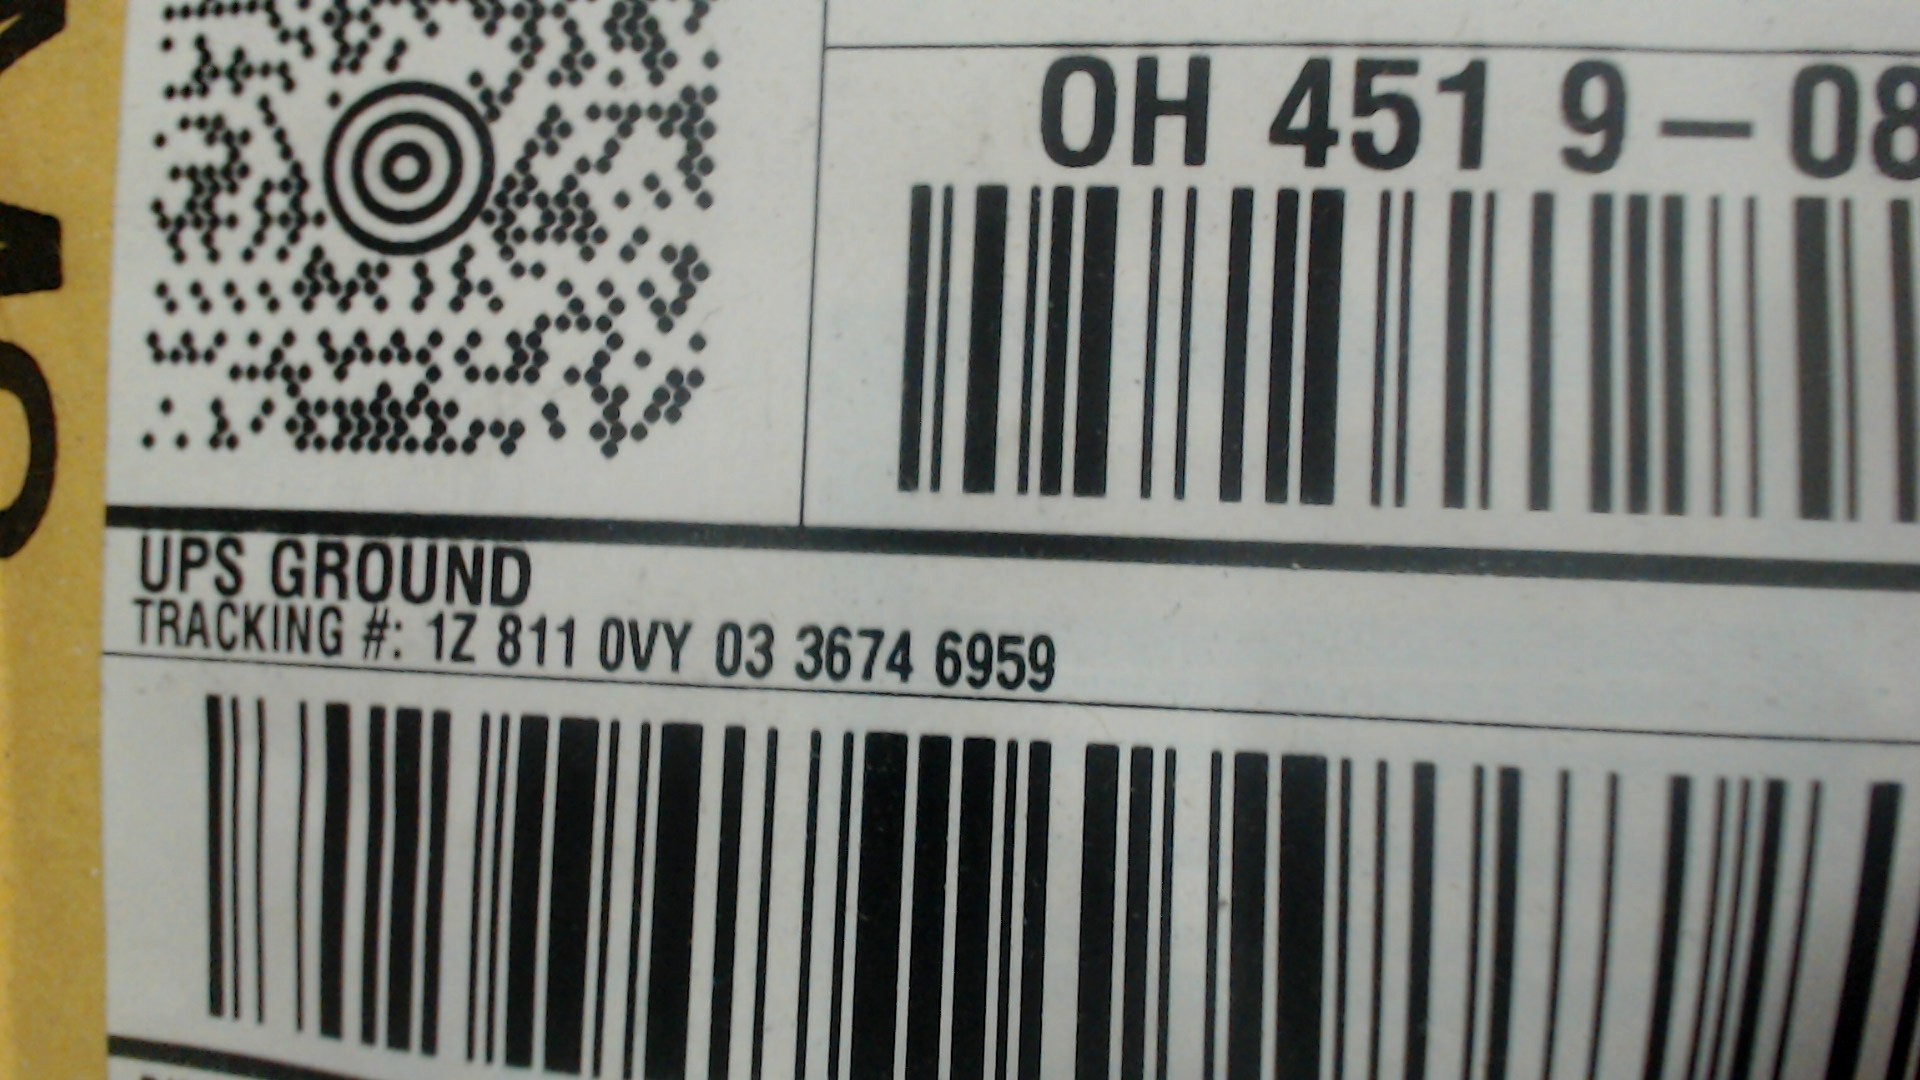 OH 451 9-08
UPS GROUND
TRACKING #: 1Z 811 0VY 03 3674 6959